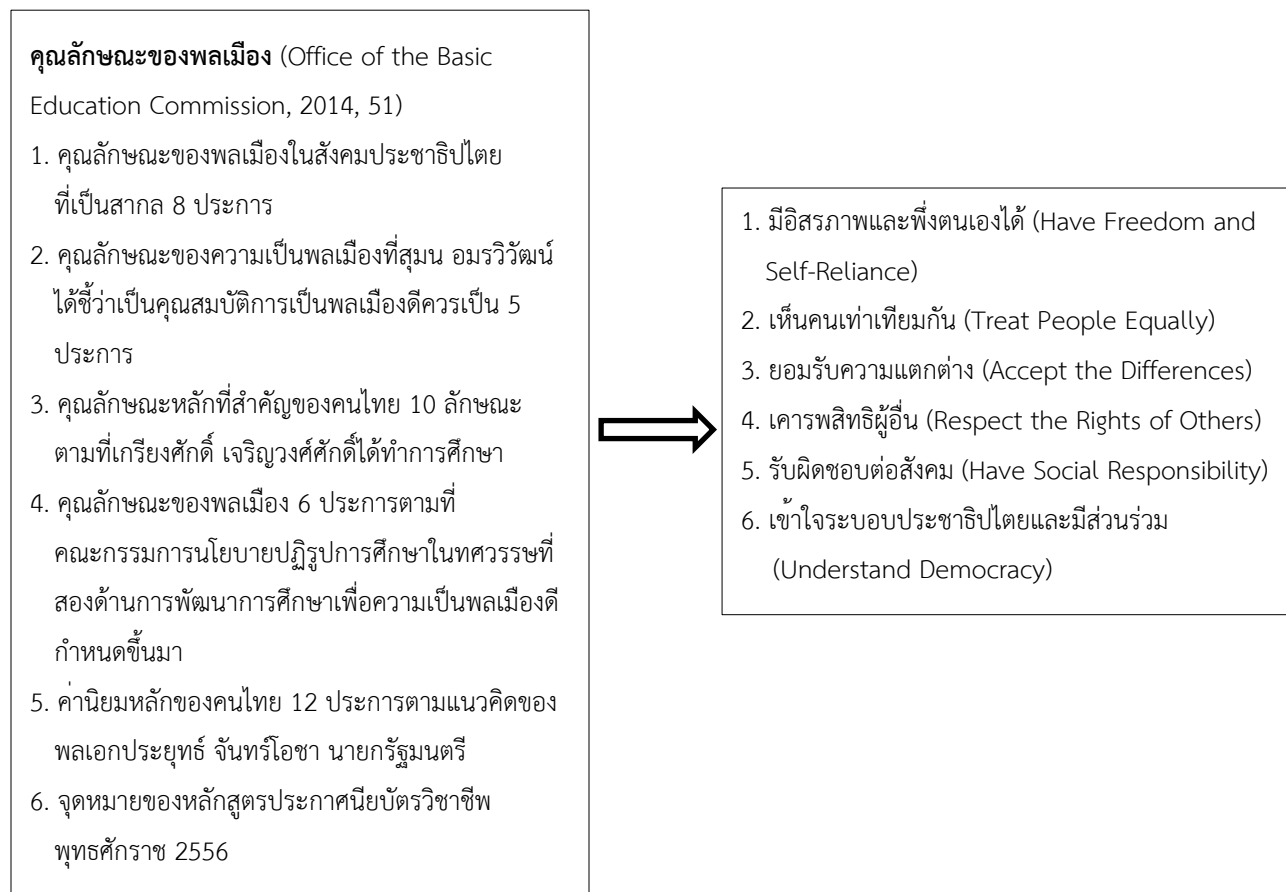 คุณลักษณะของพลเมือง (Office of the Basic
Education Commission, 2014, 51)
1. คุณลักษณะของพลเมืองในสังคมประชาธิปไตย
ที่เป็นสากล 8 ประการ
2. คุณลักษณะของความเป็นพลเมืองที่สุมน อมรวิวัฒน์
ได้ชี้ว่าเป็นคุณสมบัติการเป็นพลเมืองดีควรเป็น 5
ประการ
3. คุณลักษณะหลักที่สำคัญของคนไทย 10 ลักษณะ
ตามที่เกรียงศักดิ์ เจริญวงศ์ศักดิ์ได้ทำการศึกษา
4. คุณลักษณะของพลเมือง 6 ประการตามที่
คณะกรรมการนโยบายปฏิรูปการศึกษาในทศวรรษที่
สองด้านการพัฒนาการศึกษาเพื่อความเป็นพลเมืองดี
กำหนดขึ้นมา
5. ค่านิยมหลักของคนไทย 12 ประการตามแนวคิดของ
พลเอกประยุทธ์ จันทร์โอชา นายกรัฐมนตรี
6. จุดหมายของหลักสูตรประกาศนียบัตรวิชาชีพ
พุทธศักราช 2556
1. มีอิสรภาพและพึ่งตนเองได้ (Have Freedom and
Self-Reliance)
2. เห็นคนเท่าเทียมกัน (Treat People Equally)
3. ยอมรับความแตกต่าง (Accept the Differences)
4. เคารพสิทธิผู้อื่น (Respect the Rights of Others)
5. รับผิดชอบต่อสังคม (Have Social Responsibility)
6. เข้าใจระบอบประชาธิปไตยและมีส่วนร่วม
(Understand Democracy)